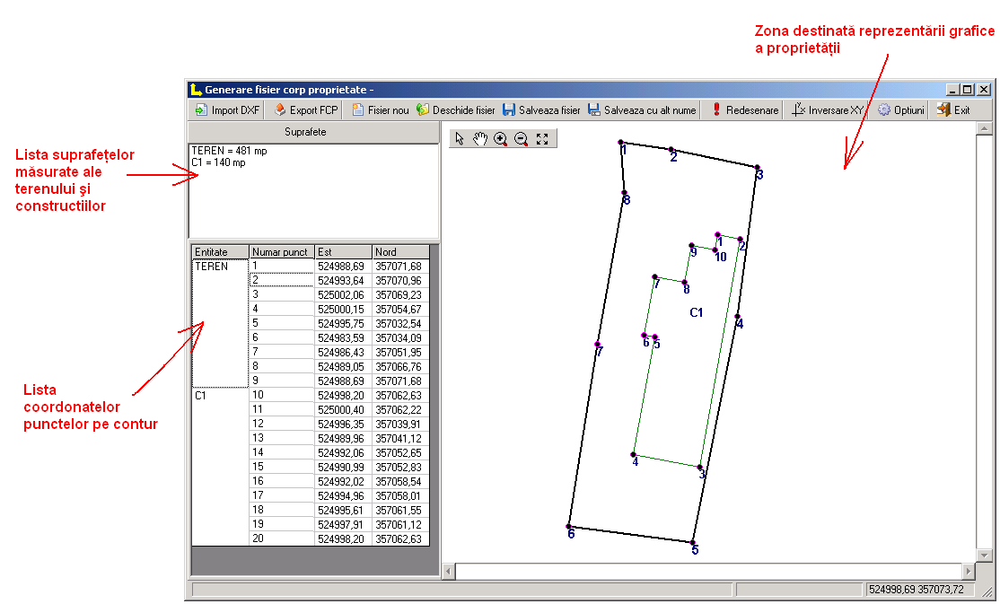 Zona destinată reprezentării grafice
a proprietății
Generare fisier corp proprietate -
Import DXF Export FCP Fisier nou Deschide fisier Salveaza fisier Salveaza cu alt nume Redesenare Inversare XY Optiuni Exit
Suprafete
TEREN = 481 mp
C1 = 140 mp
Lista suprafețelor
măsurate ale
terenului şi
constructiilor
Entitate Numar punct Est Nord
TEREN 1 524988,69 357071,68
2 524993,64 357070,96
3 525002,06 357069,23
4 525000,15 357054,67
5 524995,75 357032,54
6 524983,59 357034,09
7 524986,43 357051,95
8 524989,05 357066,76
9 524988,69 357071,68
C1 10 524998,20 357062,63
11 525000,40 357062,22
12 524996,35 357039,91
13 524989,96 357041,12
14 524992,06 357052,65
15 524990,99 357052,83
16 524992,02 357058,54
17 524994,96 357058,01
18 524995,61 357061,55
19 524997,91 357061,12
20 524998,20 357062,63
Lista
coordonatelor
punctelor pe contur
1
2
3
8
1
2
9
10
7
8
C1
4
6
5
7
4
3
6
5
524998,69 357073,72